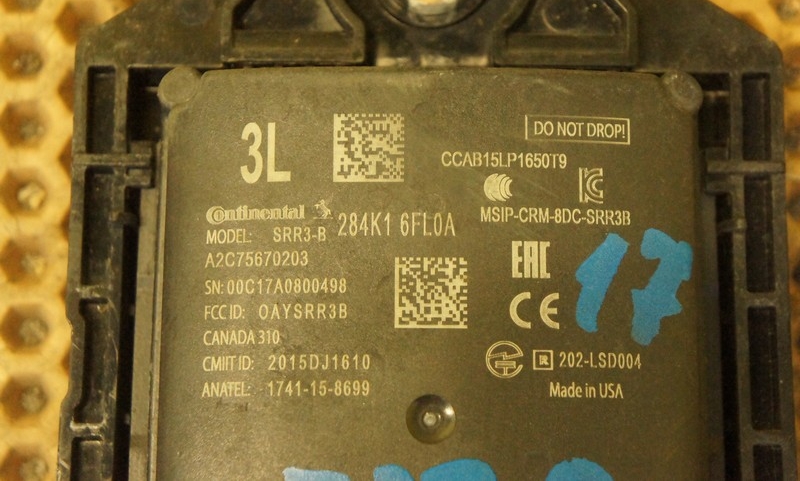 3L
DO NOT DROP!
CCAB15LP1650T9
Continental
284K1 6FL0A
MSIP-CRM-8DC-SRR3B
MODEL: SRR3-B
A2C75670203
EAC
SN: 00C17A0800498
CE
17
FCC ID: OAYSRR3B
CANADA 310
CMIIT ID: 2015DJ1610
R 202-LSD004
ANATEL: 1741-15-8699
Made in USA